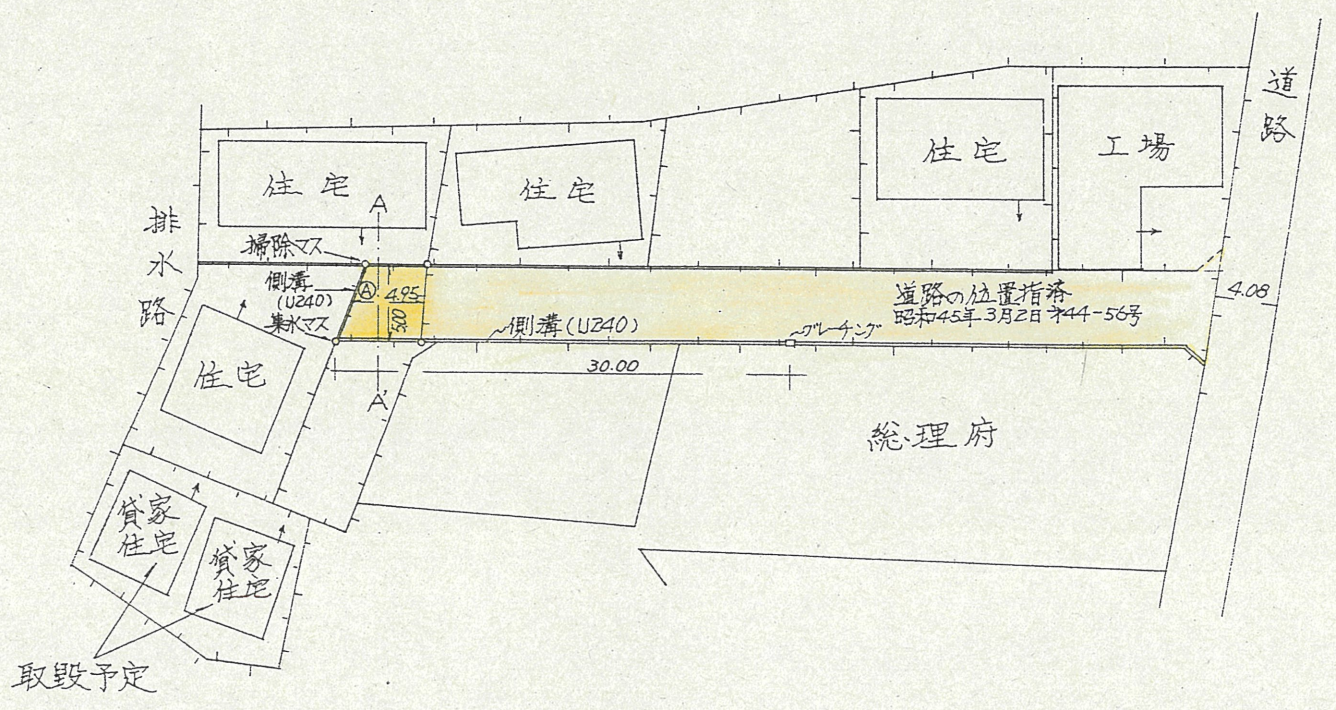 道路
住宅
工場
住宅
住宅
A
排水路
掃除マス
側溝
(U240)
集水マス
Ⓐ
4.95
5.00
道路の位置指済
昭和45年3月2日 第44-56号
4.08
側溝(U240)
グレーチング
30.00
A'
住宅
総理府
貸家
住宅
貸家
住宅
取毀予定